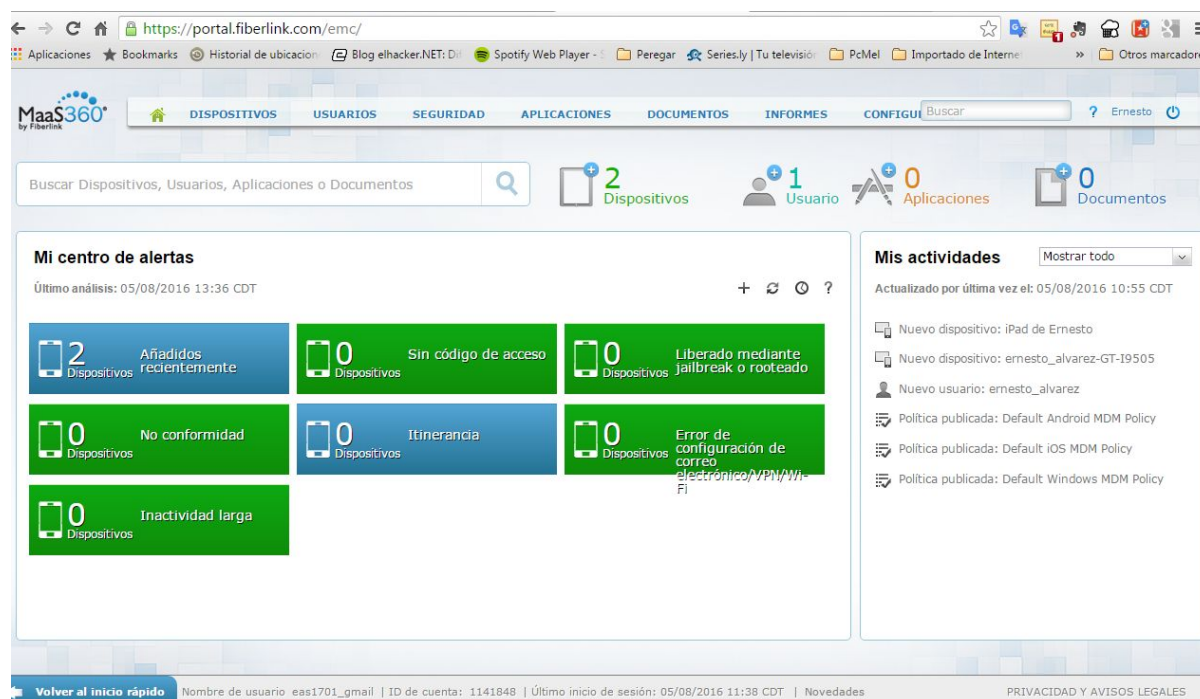 https://portal.fiberlink.com/emc/
Aplicaciones Bookmarks Historial de ubicacion Blog elhacker.NET: Di Spotify Web Player - S Peregar Series.ly | Tu televisión PcMel Importado de Interne » Otros marcadore
MaaS360
by Fiberlink
DISPOSITIVOS USUARIOS SEGURIDAD APLICACIONES DOCUMENTOS INFORMES CONFIGU Buscar ? Ernesto
Buscar Dispositivos, Usuarios, Aplicaciones o Documentos
2 Dispositivos
1 Usuario
0 Aplicaciones
0 Documentos
Mi centro de alertas
Último análisis: 05/08/2016 13:36 CDT
?
2 Dispositivos
Añadidos
recientemente
0 Dispositivos
Sin código de acceso
0 Dispositivos
Liberado mediante
jailbreak o rooteado
0 Dispositivos
No conformidad
0 Dispositivos
Itinerancia
0 Dispositivos
Error de
configuración de
correo
electrónico/VPN/Wi-
Fi
0 Dispositivos
Inactividad larga
Mis actividades Mostrar todo
Actualizado por última vez el: 05/08/2016 10:55 CDT
Nuevo dispositivo: iPad de Ernesto
Nuevo dispositivo: ernesto_alvarez-GT-I9505
Nuevo usuario: ernesto_alvarez
Política publicada: Default Android MDM Policy
Política publicada: Default iOS MDM Policy
Política publicada: Default Windows MDM Policy
Volver al inicio rápido Nombre de usuario eas1701_gmail | ID de cuenta: 1141848 | Último inicio de sesión: 05/08/2016 11:38 CDT | Novedades PRIVACIDAD Y AVISOS LEGALES